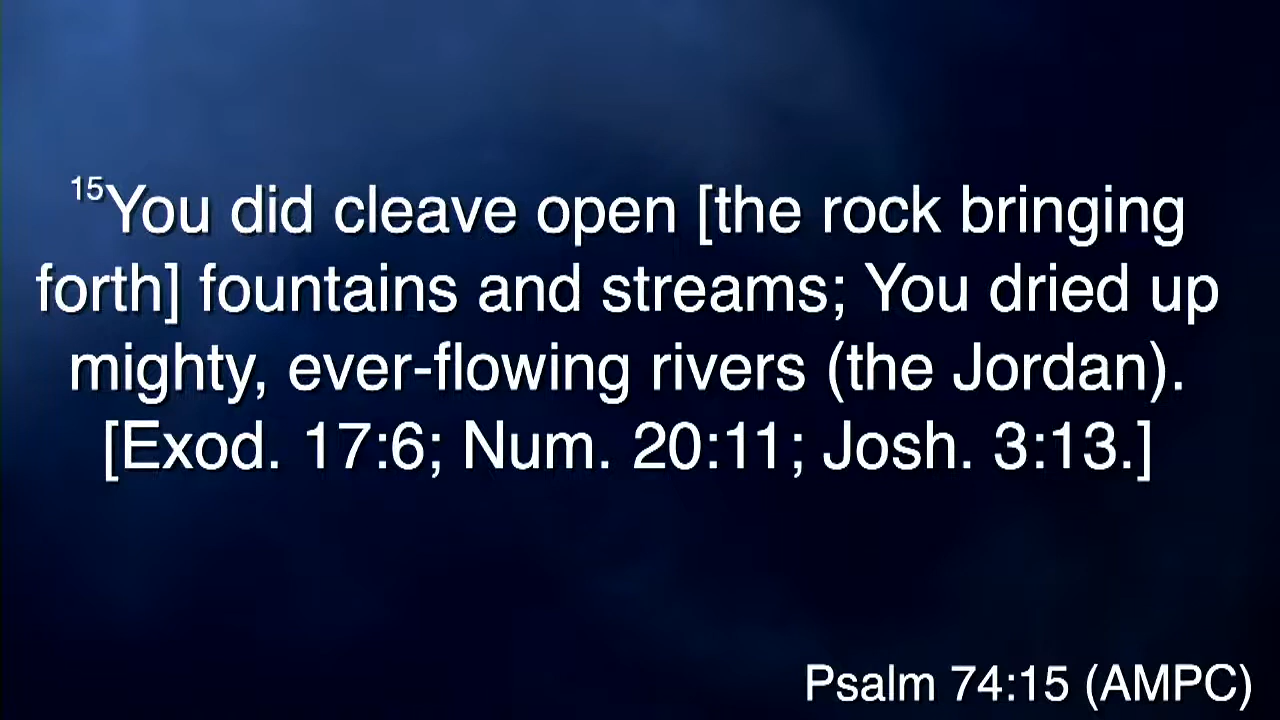 15You did cleave open [the rock bringing
forth] fountains and streams; You dried up
mighty, ever-flowing rivers (the Jordan).
[Exod. 17:6; Num. 20:11; Josh. 3:13.]
Psalm 74:15 (AMPC)